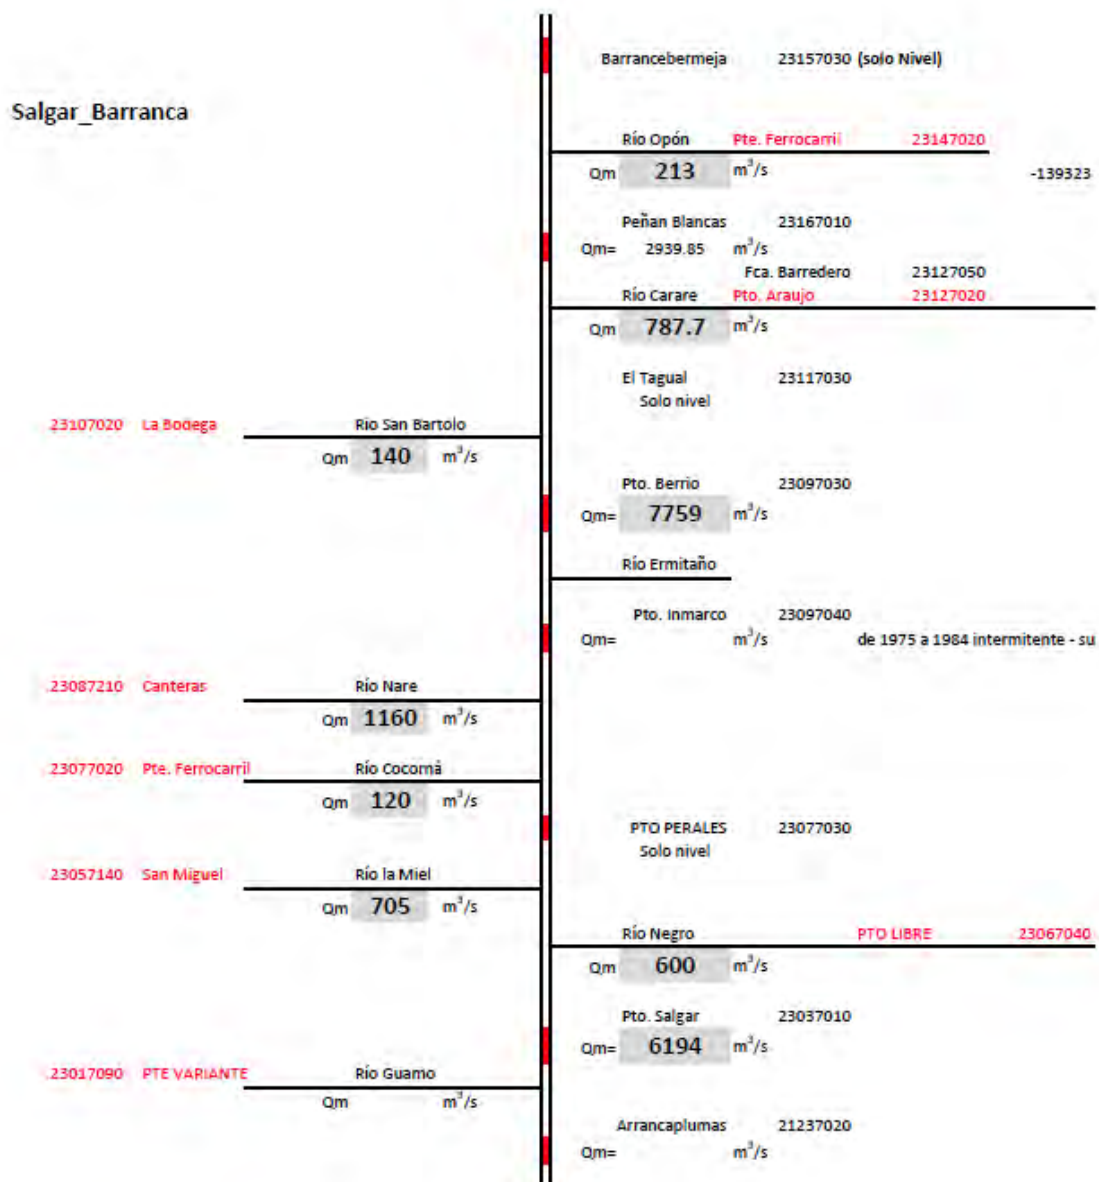 Barrancebermeja 23157030 (solo Nivel)
Salgar_Barranca
Río Opón Pte. Ferrocarril 23147020
Qm 213 m³/s -139323
Peñan Blancas 23167010
Qm= 2939.85 m³/s
Fca. Barredero 23127050
Río Carare Pto. Araujo 23127020
Qm 787.7 m³/s
El Tagual 23117030
Solo nivel
23107020 La Bodega Río San Bartolo
Qm 140 m³/s
Pto. Berrio 23097030
Qm= 7759 m³/s
Río Ermitaño
Pto. Inmarco 23097040
Qm= m³/s de 1975 a 1984 intermitente - su
23087210 Canteras Río Nare
Qm 1160 m³/s
23077020 Pte. Ferrocarril Río Cocorná
Qm 120 m³/s
PTO PERALES 23077030
Solo nivel
23057140 San Miguel Río la Miel
Qm 705 m³/s
Río Negro PTO LIBRE 23067040
Qm 600 m³/s
Pto. Salgar 23037010
Qm= 6194 m³/s
23017090 PTE VARIANTE Río Guamo
Qm m³/s
Arrancaplumas 21237020
Qm= m³/s